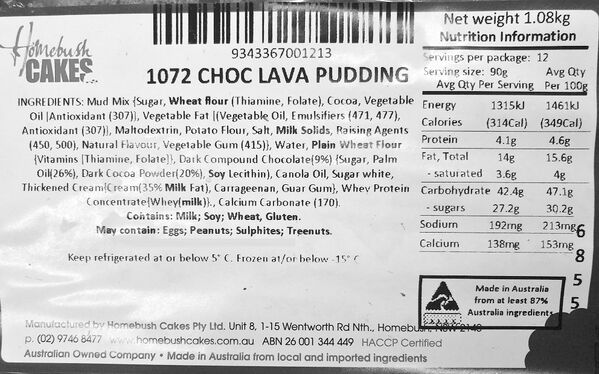 Homebush
CAKES
9343367001213
1072 CHOC LAVA PUDDING
INGREDIENTS: Mud Mix {Sugar, Wheat flour (Thiamine, Folate), Cocoa, Vegetable
Oil |Antioxidant (307)], Vegetable Fat |(Vegetable Oil, Emulsifiers (471, 477),
Antioxidant (307)], Maltodextrin, Potato Flour, Salt, Milk Solids, Raising Agents
(450, 500), Natural Flavour, Vegetable Gum (415)}, Water, Plain Wheat Flour
{Vitamins [Thiamine, Folate]}, Dark Compound Chocolate(9%) {Sugar, Palm
Oil(26%), Dark Cocoa Powder(20%), Soy Lecithin), Canola Oil, Sugar white,
Thickened Cream{Cream(35% Milk Fat), Carrageenan, Guar Gum}, Whey Protein
Concentrate{Whey(milk)}., Calcium Carbonate (170).
Contains: Milk; Soy; Wheat, Gluten.
May contain: Eggs; Peanuts; Sulphites; Treenuts.
Keep refrigerated at or below 5° C. Frozen at/or below -15° C
Net weight 1.08kg
Nutrition Information
Servings per package: 12
Serving size: 90g
Avg Qty Per Serving Avg Qty Per 100g
Energy 1315kJ 1461kJ
Calories (314Cal) (349Cal)
Protein 4.1g 4.6g
Fat, Total 14g 15.6g
- saturated 3.6g 4g
Carbohydrate 42.4g 47.1g
- sugars 27.2g 30.2g
Sodium 192mg 213mg
Calcium 138mg 153mg
6
8
5
5
Made in Australia
from at least 87%
Australia ingredients
Manufactured by Homebush Cakes Pty Ltd. Unit 8, 1-15 Wentworth Rd Nth., Homebush, NSW 2140
p. (02) 9746 8477 www.homebushcakes.com.au ABN 26 001 344 449 HACCP Certified
Australian Owned Company • Made in Australia from local and imported ingredients